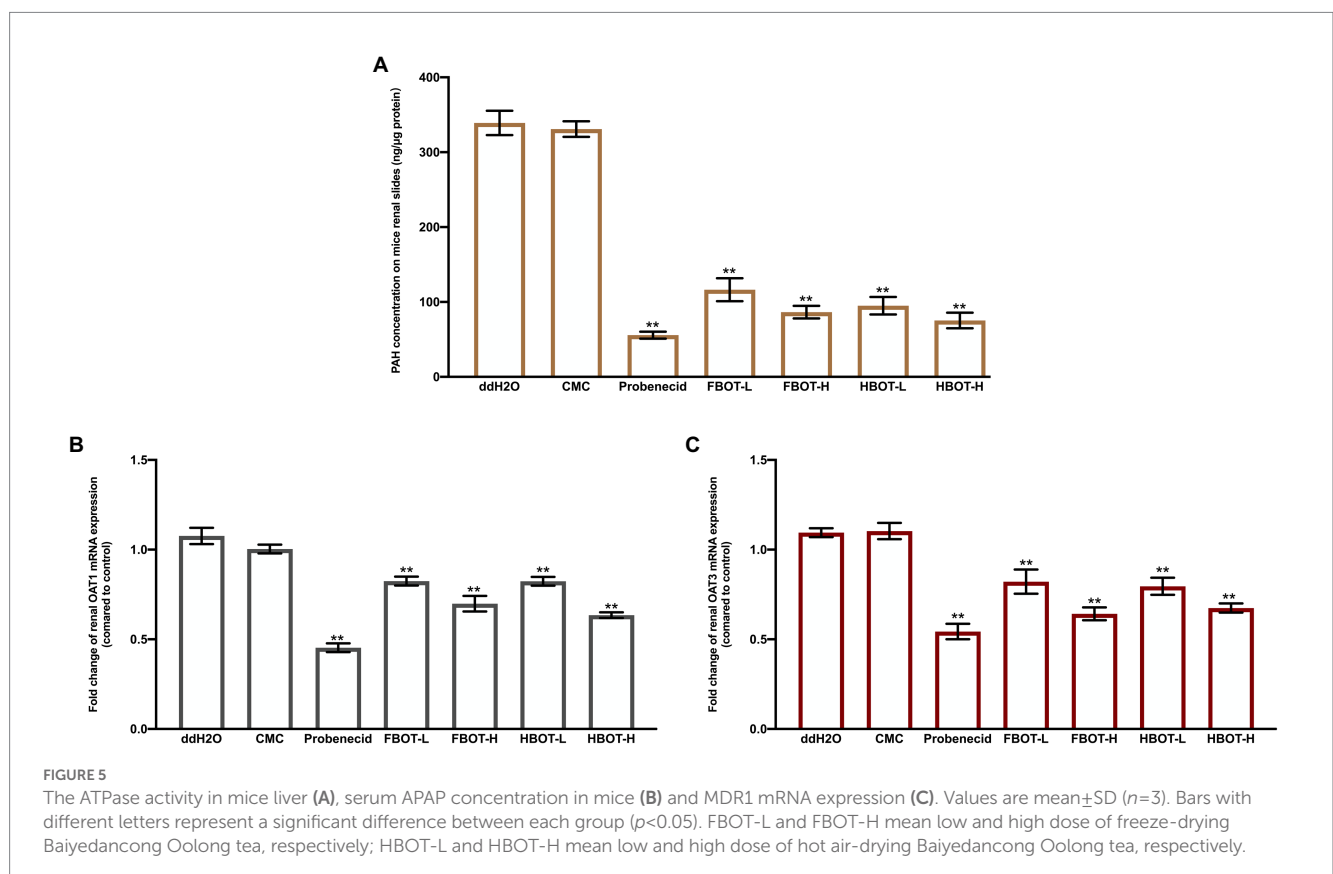 A
400
300
200
100
0
PAH concentration on mice renal slides (ng/μg protein)
** ** ** ** **
ddH2O CMC Probenecid FBOT-L FBOT-H HBOT-L HBOT-H
B
1.5
1.0
0.5
0.0
Fold change of renal OAT1 mRNA expression
(comared to control)
** ** ** ** **
ddH2O CMC Probenecid FBOT-L FBOT-H HBOT-L HBOT-H
C
1.5
1.0
0.5
0.0
Fold change of renal OAT3 mRNA expression
(comared to control)
** ** ** ** **
ddH2O CMC Probenecid FBOT-L FBOT-H HBOT-L HBOT-H
FIGURE 5
The ATPase activity in mice liver (A), serum APAP concentration in mice (B) and MDR1 mRNA expression (C). Values are mean±SD (n=3). Bars with
different letters represent a significant difference between each group (p<0.05). FBOT-L and FBOT-H mean low and high dose of freeze-drying
Baiyedancong Oolong tea, respectively; HBOT-L and HBOT-H mean low and high dose of hot air-drying Baiyedancong Oolong tea, respectively.